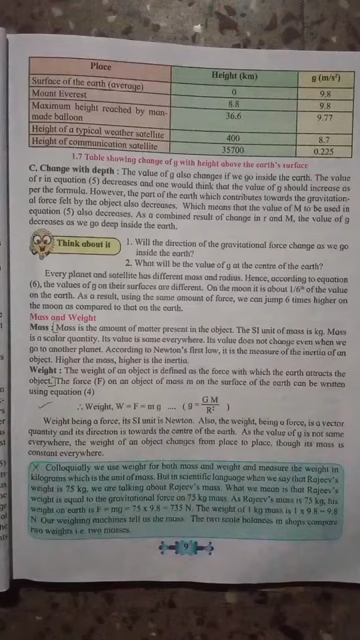 Place Height (km) g (m/s²)
Surface of the earth (average) 0 9.8
Mount Everest 8.8 9.8
Maximum height reached by man-
made balloon 36.6 9.77
Height of a typical weather satellite 400 8.7
Height of communication satellite 35700 0.225
1.7 Table showing change of g with height above the earth's surface
C. Change with depth : The value of g also changes if we go inside the earth. The value
of r in equation (5) decreases and one would think that the value of g should increase as
per the formula. However, the part of the earth which contributes towards the gravitation-
al force felt by the object also decreases. Which means that the value of M to be used in
equation (5) also decreases. As a combined result of change in r and M, the value of g
decreases as we go deep inside the earth.
Think about it
1. Will the direction of the gravitational force change as we go
inside the earth?
2. What will be the value of g at the centre of the earth?
Every planet and satellite has different mass and radius. Hence, according to equation
(6), the values of g on their surfaces are different. On the moon it is about 1/6th of the value
on the earth. As a result, using the same amount of force, we can jump 6 times higher on
the moon as compared to that on the earth.
Mass and Weight
Mass : Mass is the amount of matter present in the object. The SI unit of mass is kg. Mass
is a scalar quantity. Its value is same everywhere. Its value does not change even when we
go to another planet. According to Newton's first law, it is the measure of the inertia of an
object. Higher the mass, higher is the inertia.
Weight : The weight of an object is defined as the force with which the earth attracts the
object. The force (F) on an object of mass m on the surface of the earth can be written
using equation (4)
∴ Weight, W = F = m g .... ( g = G M / R² )
Weight being a force, its SI unit is Newton. Also, the weight, being a force, is a vector
quantity and its direction is towards the centre of the earth. As the value of g is not same
everywhere, the weight of an object changes from place to place, though its mass is
constant everywhere.
Colloquially we use weight for both mass and weight and measure the weight in
kilograms which is the unit of mass. But in scientific language when we say that Rajeev's
weight is 75 kg, we are talking about Rajeev's mass. What we mean is that Rajeev's
weight is equal to the gravitational force on 75 kg mass. As Rajeev's mass is 75 kg, his
weight on earth is F = mg = 75 x 9.8 = 735 N. The weight of 1 kg mass is 1 x 9.8 = 9.8
N. Our weighing machines tell us the mass. The two scale balances in shops compare
two weights i.e. two masses.
9